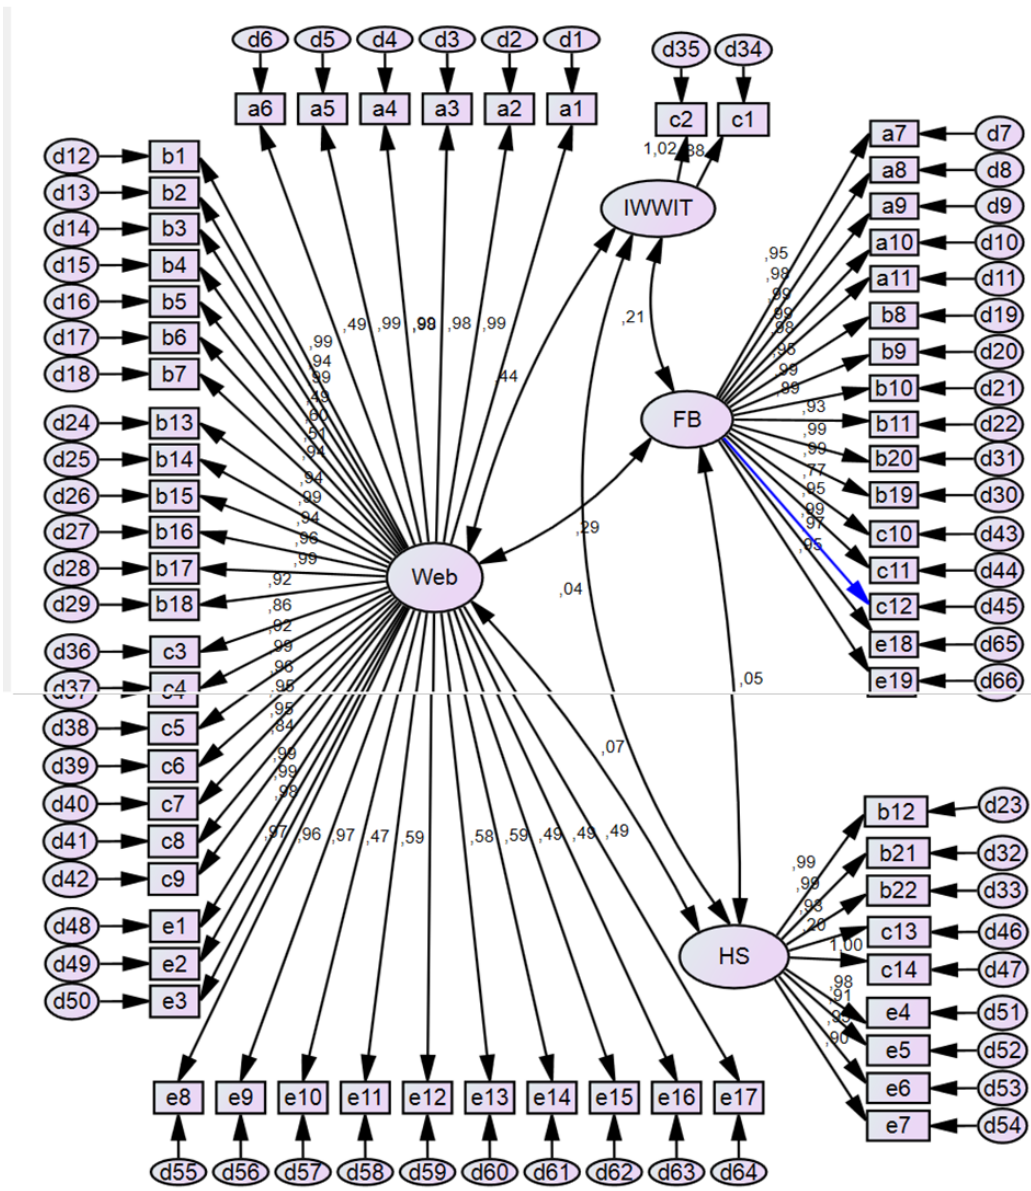 d6 d5 d4 d3 d2 d1
a6 a5 a4 a3 a2 a1
d35 d34
c2 c1
1,02
IWWIT
d12 b1
d13 b2
d14 b3
d15 b4
d16 b5
d17 b6
d18 b7
d24 b13
d25 b14
d26 b15
d27 b16
d28 b17
d29 b18
d36 c3
d37 c4
d38 c5
d39 c6
d40 c7
d41 c8
d42 c9
d48 e1
d49 e2
d50 e3
,49 ,99 ,98 ,99
,44
,99
,94
,99
,49
,60
,51
,94
,94
,99
,94
,96
,99
,92
,86
,92
,99
,96
,95
,95
,84
,99
,99
,98
,97 ,96 ,97 ,47 ,59 ,58 ,59 ,49 ,49 ,49
Web
,21
,29
,04
,05
,07
FB
,95
,98
,99
,98
,95
,99
,89
,93
,99
,99
,77
,95
,99
,97
,95
a7 d7
a8 d8
a9 d9
a10 d10
a11 d11
b8 d19
b9 d20
b10 d21
b11 d22
b20 d31
b19 d30
c10 d43
c11 d44
c12 d45
e18 d65
e19 d66
HS
,99
,99
,93
,20
1,00
,98
,91
,90
b12 d23
b21 d32
b22 d33
c13 d46
c14 d47
e4 d51
e5 d52
e6 d53
e7 d54
e8 e9 e10 e11 e12 e13 e14 e15 e16 e17
d55 d56 d57 d58 d59 d60 d61 d62 d63 d64